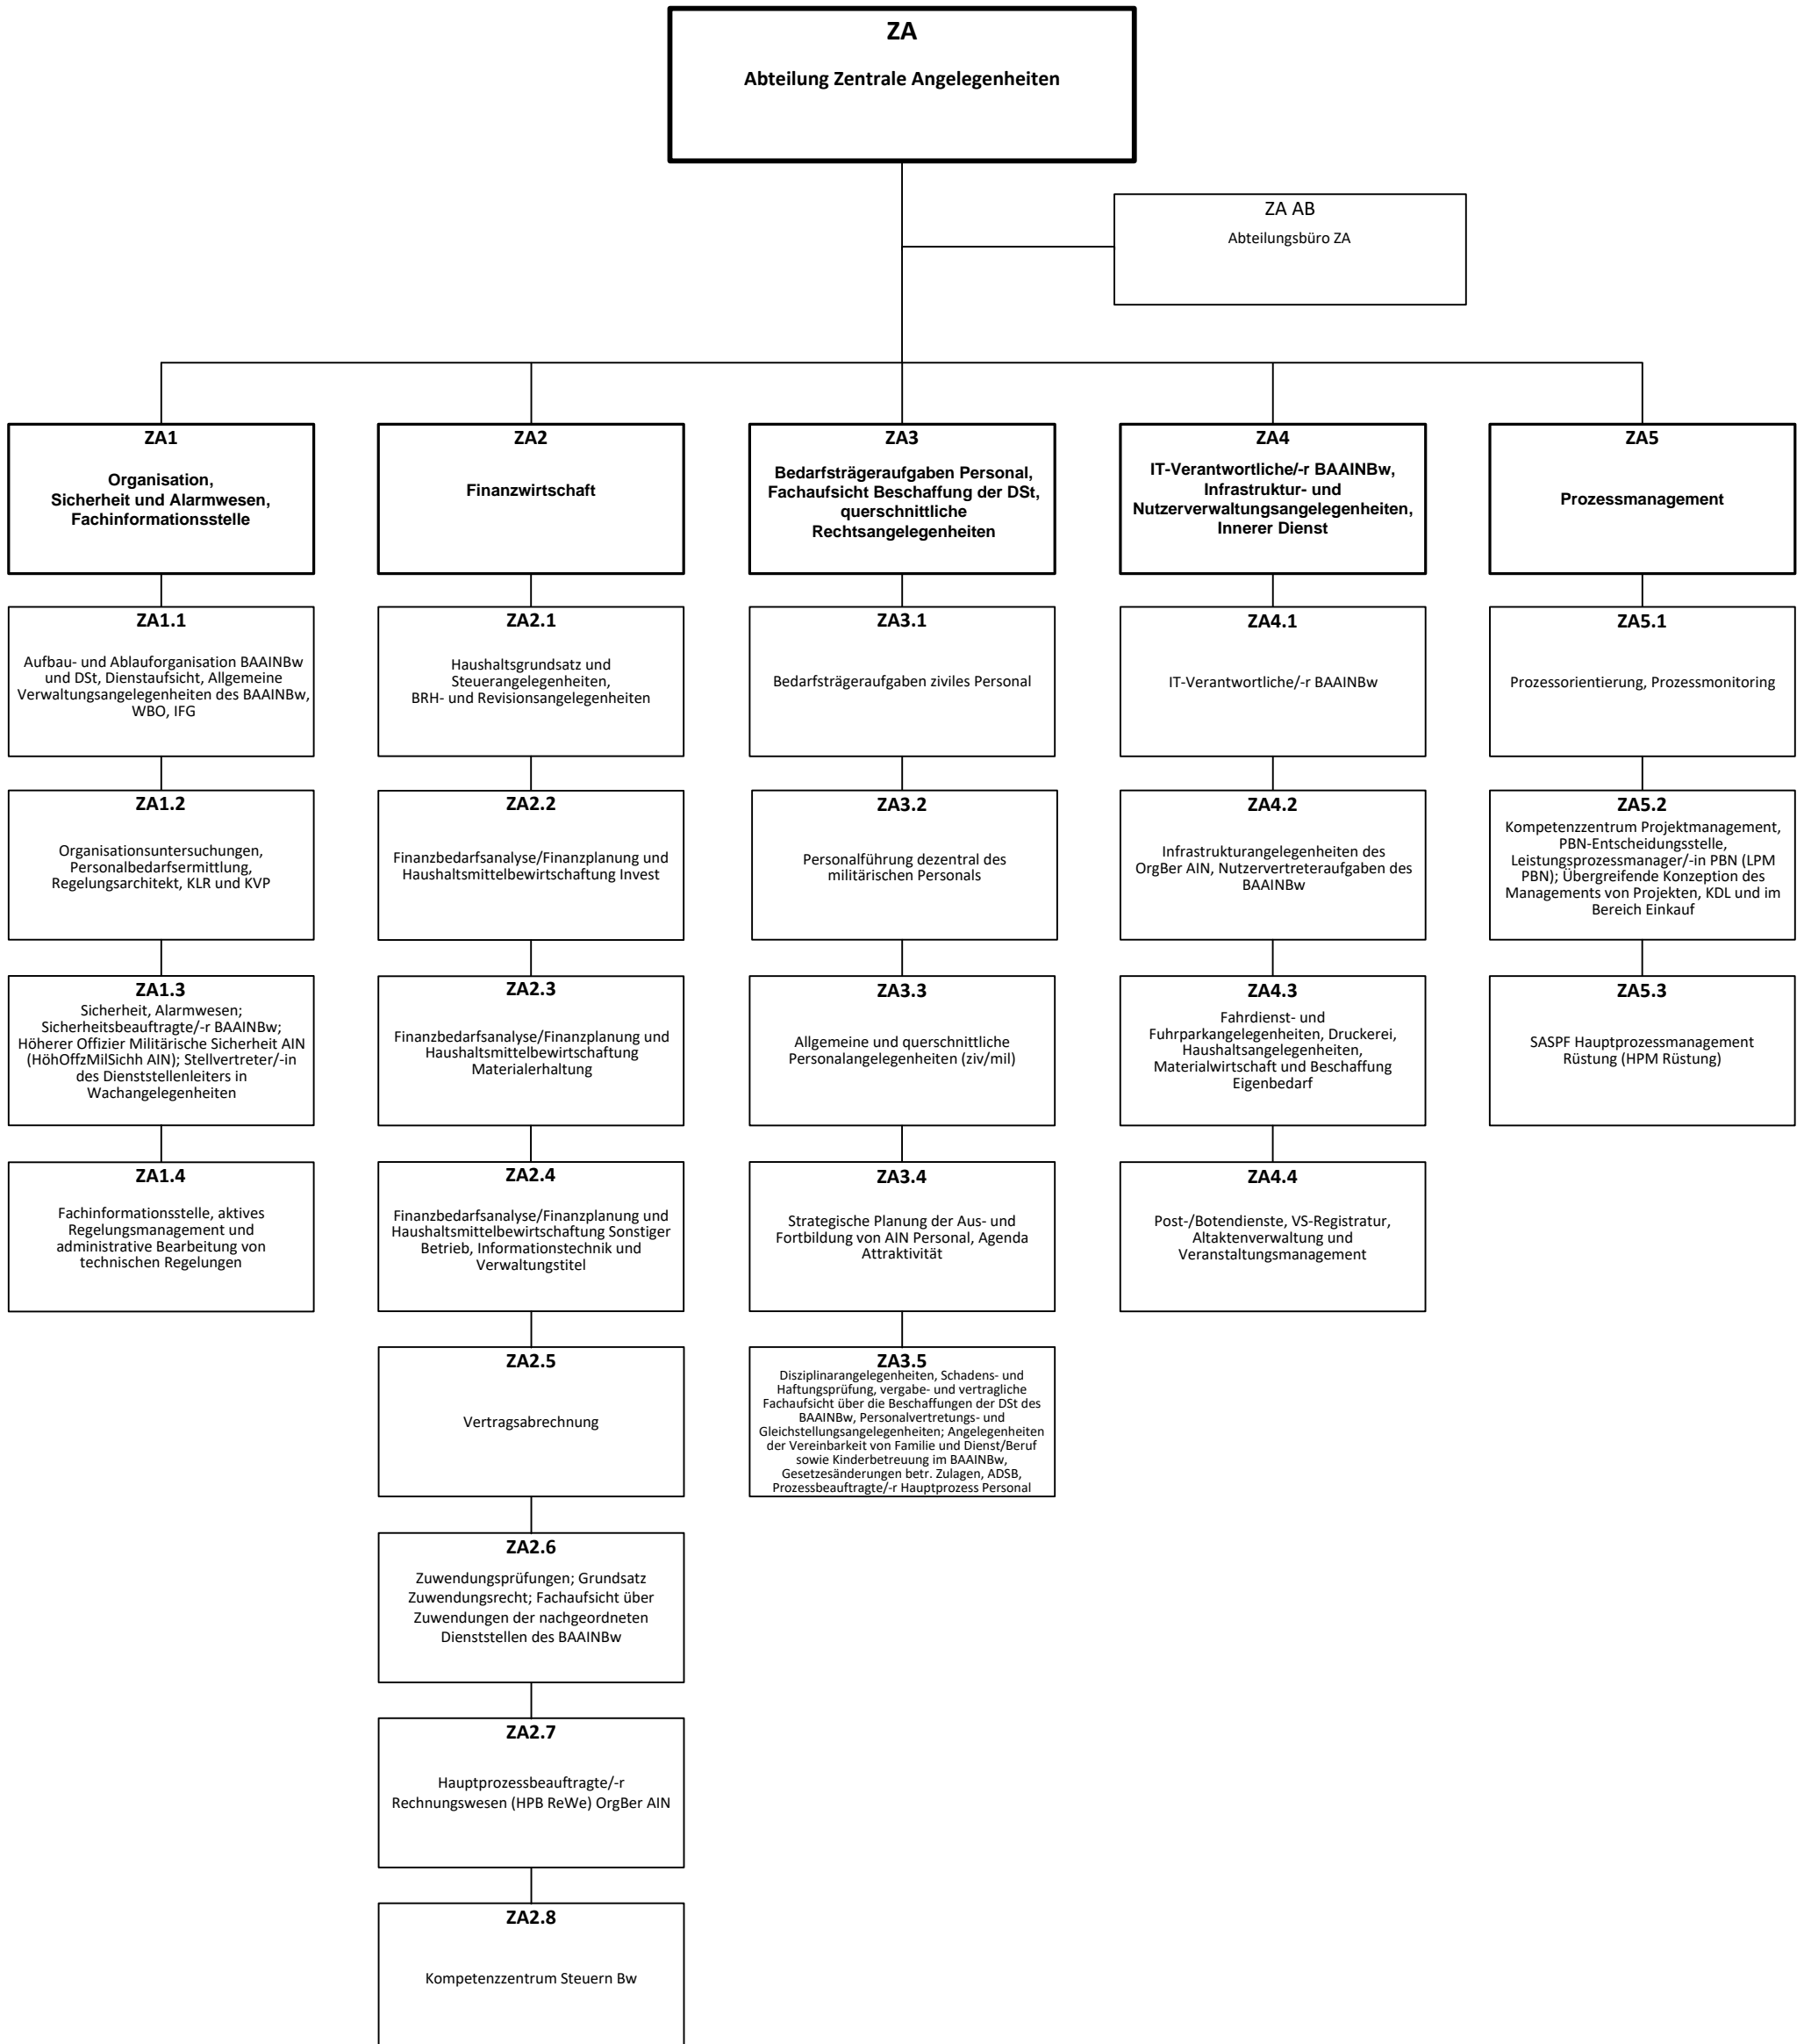 ZA
Abteilung Zentrale Angelegenheiten
ZA AB
Abteilungsbüro ZA
ZA1
Organisation,
Sicherheit und Alarmwesen,
Fachinformationsstelle
ZA1.1
Aufbau- und Ablauforganisation BAAINBw
und DSt, Dienstaufsicht, Allgemeine
Verwaltungsangelegenheiten des BAAINBw,
WBO, IFG
ZA1.2
Organisationsuntersuchungen,
Personalbedarfsermittlung,
Regelungsarchitekt, KLR und KVP
ZA1.3
Sicherheit, Alarmwesen;
Sicherheitsbeauftragte/-r BAAINBw;
Höherer Offizier Militärische Sicherheit AIN
(HöhOffzMilSichh AIN); Stellvertreter/-in
des Dienststellenleiters in
Wachangelegenheiten
ZA1.4
Fachinformationsstelle, aktives
Regelungsmanagement und
administrative Bearbeitung von
technischen Regelungen
ZA2
Finanzwirtschaft
ZA2.1
Haushaltsgrundsatz und
Steuerangelegenheiten,
BRH- und Revisionsangelegenheiten
ZA2.2
Finanzbedarfsanalyse/Finanzplanung und
Haushaltsmittelbewirtschaftung Invest
ZA2.3
Finanzbedarfsanalyse/Finanzplanung und
Haushaltsmittelbewirtschaftung
Materialerhaltung
ZA2.4
Finanzbedarfsanalyse/Finanzplanung und
Haushaltsmittelbewirtschaftung Sonstiger
Betrieb, Informationstechnik und
Verwaltungstitel
ZA2.5
Vertragsabrechnung
ZA2.6
Zuwendungsprüfungen; Grundsatz
Zuwendungsrecht; Fachaufsicht über
Zuwendungen der nachgeordneten
Dienststellen des BAAINBw
ZA2.7
Hauptprozessbeauftragte/-r
Rechnungswesen (HPB ReWe) OrgBer AIN
ZA2.8
Kompetenzzentrum Steuern Bw
ZA3
Bedarfsträgeraufgaben Personal,
Fachaufsicht Beschaffung der DSt,
querschnittliche
Rechtsangelegenheiten
ZA3.1
Bedarfsträgeraufgaben ziviles Personal
ZA3.2
Personalführung dezentral des
militärischen Personals
ZA3.3
Allgemeine und querschnittliche
Personalangelegenheiten (ziv/mil)
ZA3.4
Strategische Planung der Aus- und
Fortbildung von AIN Personal, Agenda
Attraktivität
ZA3.5
Disziplinarangelegenheiten, Schadens- und
Haftungsprüfung, vergabe- und vertragliche
Fachaufsicht über die Beschaffungen der DSt des
BAAINBw, Personalvertretungs- und
Gleichstellungsangelegenheiten; Angelegenheiten
der Vereinbarkeit von Familie und Dienst/Beruf
sowie Kinderbetreuung im BAAINBw,
Gesetzesänderungen betr. Zulagen, ADSB,
Prozessbeauftragte/-r Hauptprozess Personal
ZA4
IT-Verantwortliche/-r BAAINBw,
Infrastruktur- und
Nutzerverwaltungsangelegenheiten,
Innerer Dienst
ZA4.1
IT-Verantwortliche/-r BAAINBw
ZA4.2
Infrastrukturangelegenheiten des
OrgBer AIN, Nutzervertreteraufgaben des
BAAINBw
ZA4.3
Fahrdienst- und
Fuhrparkangelegenheiten, Druckerei,
Haushaltsangelegenheiten,
Materialwirtschaft und Beschaffung
Eigenbedarf
ZA4.4
Post-/Botendienste, VS-Registratur,
Altaktenverwaltung und
Veranstaltungsmanagement
ZA5
Prozessmanagement
ZA5.1
Prozessorientierung, Prozessmonitoring
ZA5.2
Kompetenzzentrum Projektmanagement,
PBN-Entscheidungsstelle,
Leistungsprozessmanager/-in PBN (LPM
PBN); Übergreifende Konzeption des
Managements von Projekten, KDL und im
Bereich Einkauf
ZA5.3
SASPF Hauptprozessmanagement
Rüstung (HPM Rüstung)